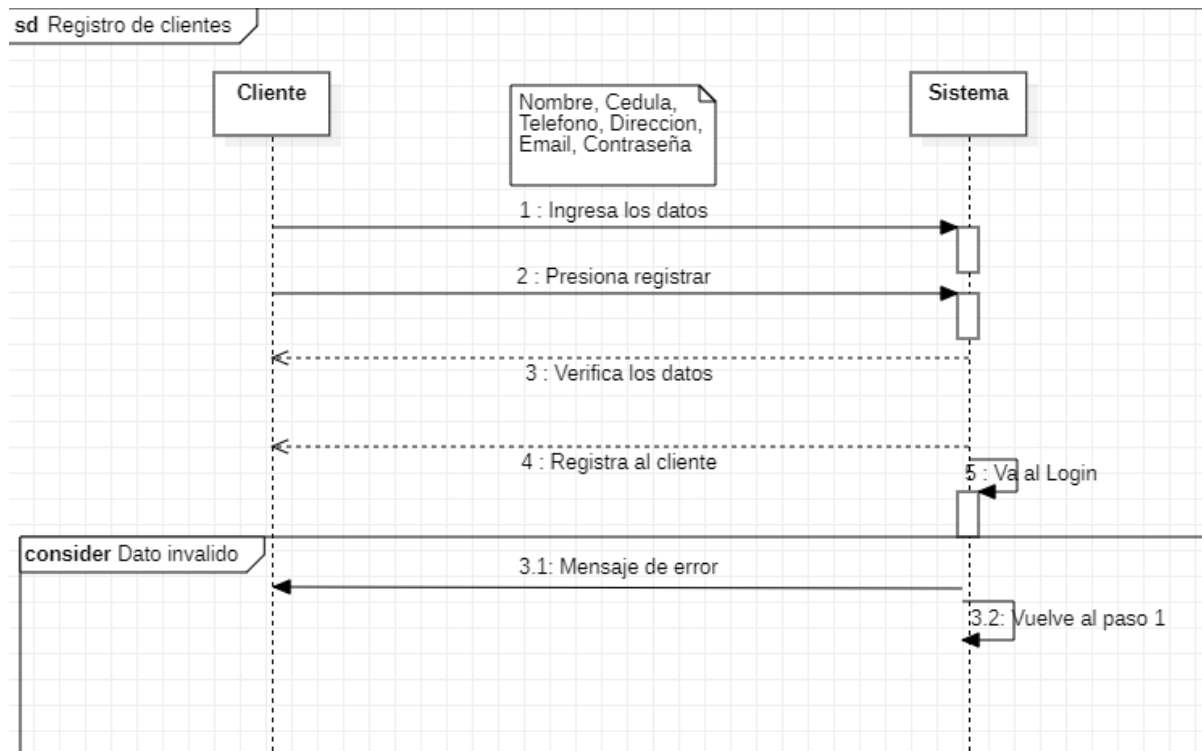 sd Registro de clientes
Cliente
Nombre, Cedula,
Telefono, Direccion,
Email, Contraseña
Sistema
1 : Ingresa los datos
2 : Presiona registrar
3 : Verifica los datos
4 : Registra al cliente
5 : Va al Login
consider Dato invalido
3.1: Mensaje de error
3.2: Vuelve al paso 1